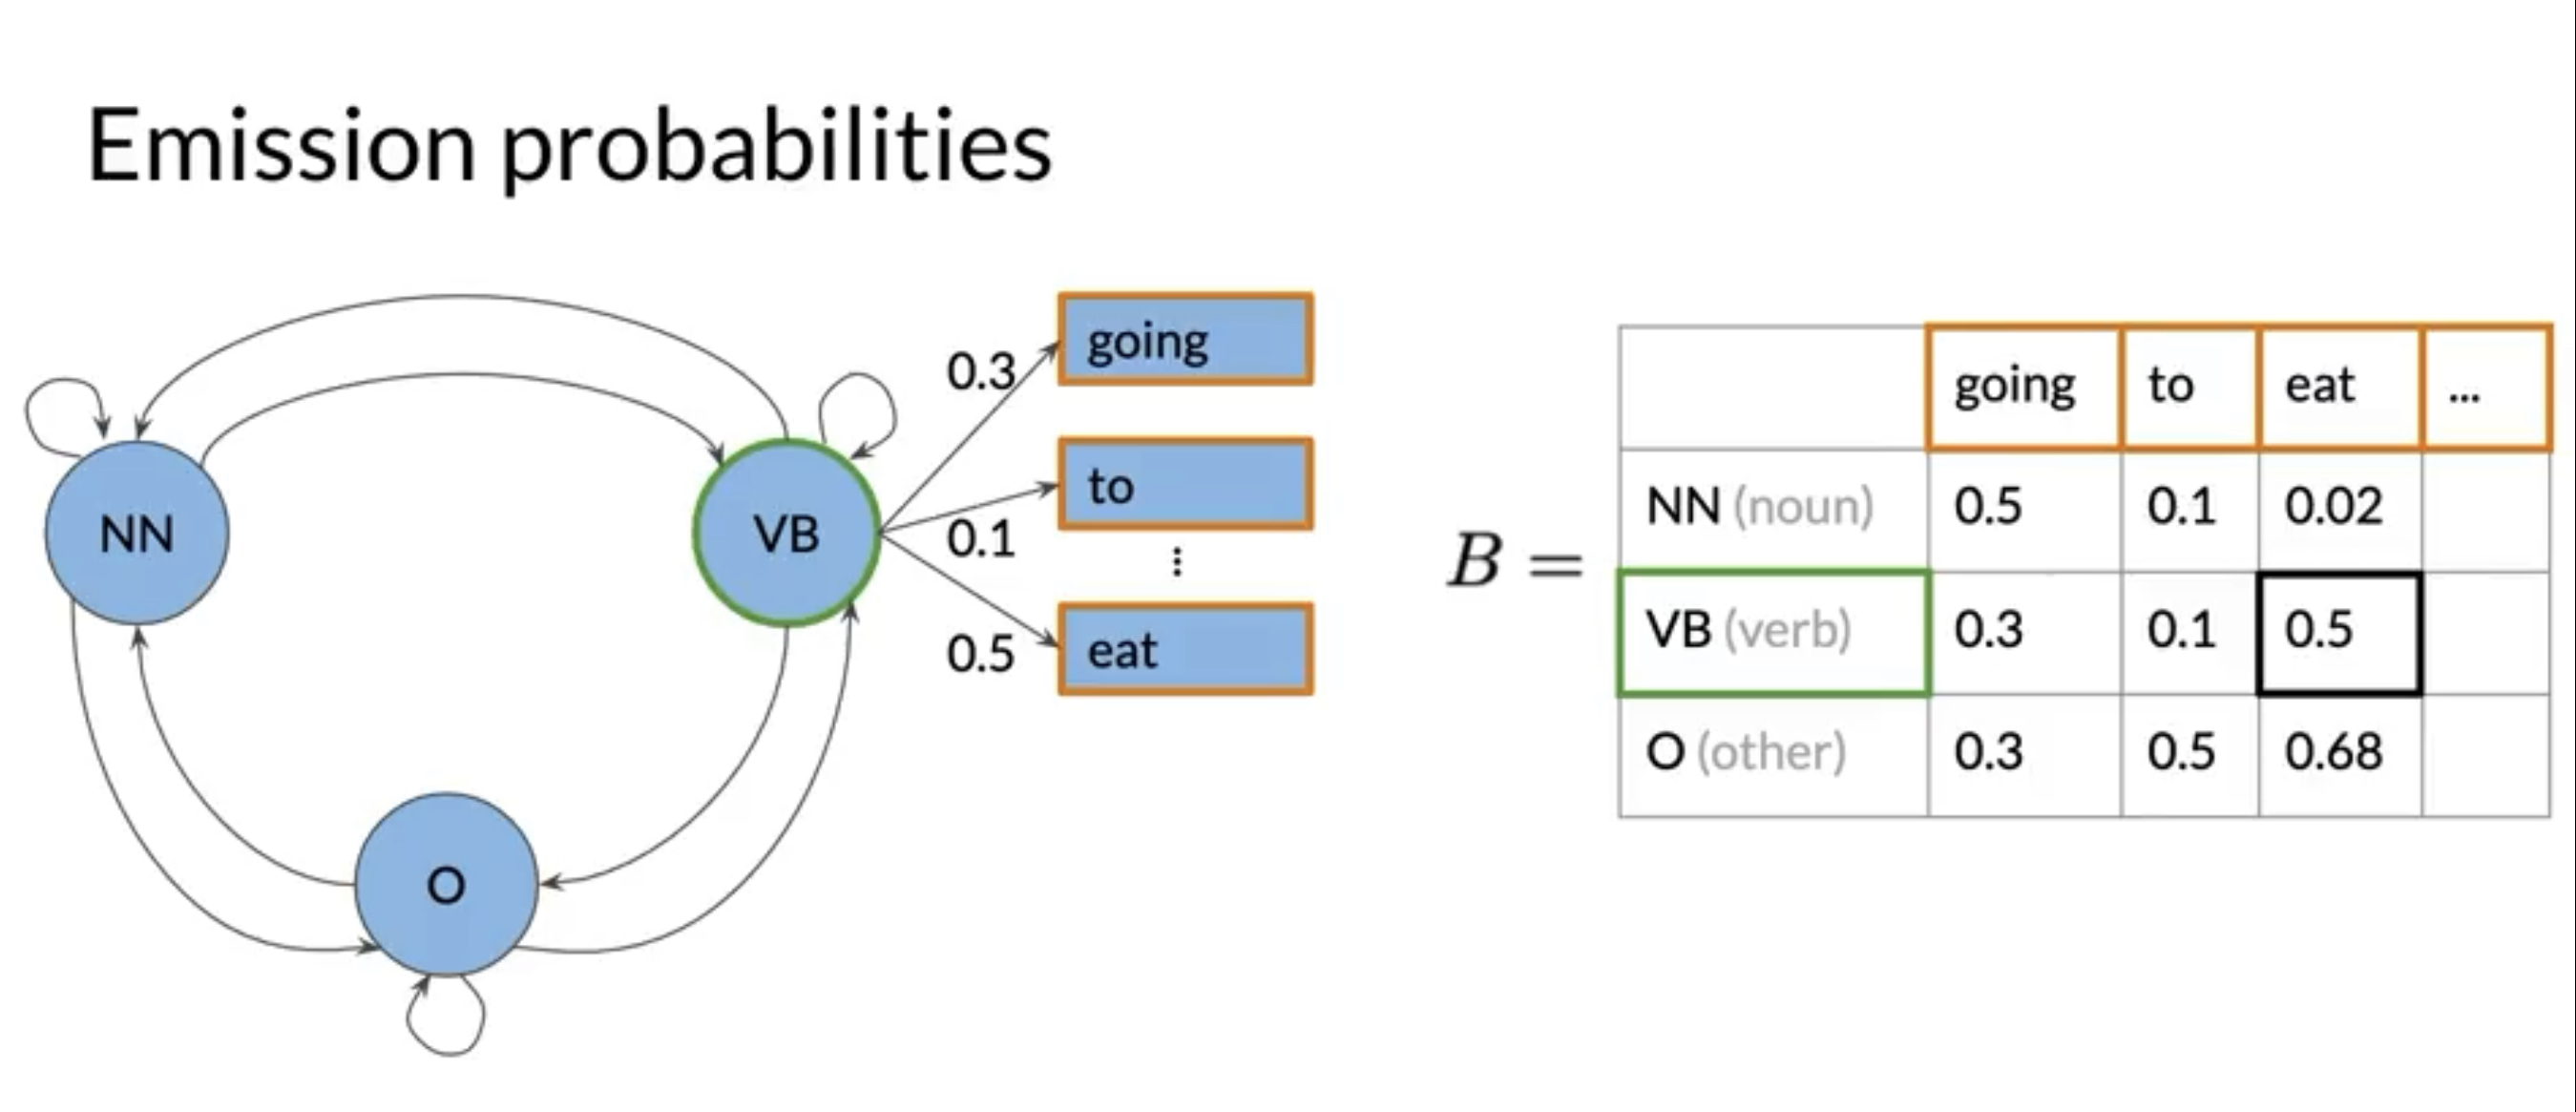 Emission probabilities
NN
VB
O
0.3
0.1
0.5
going
to
⋮
eat
B =
going to eat ...
NN (noun) 0.5 0.1 0.02
VB (verb) 0.3 0.1 0.5
O (other) 0.3 0.5 0.68